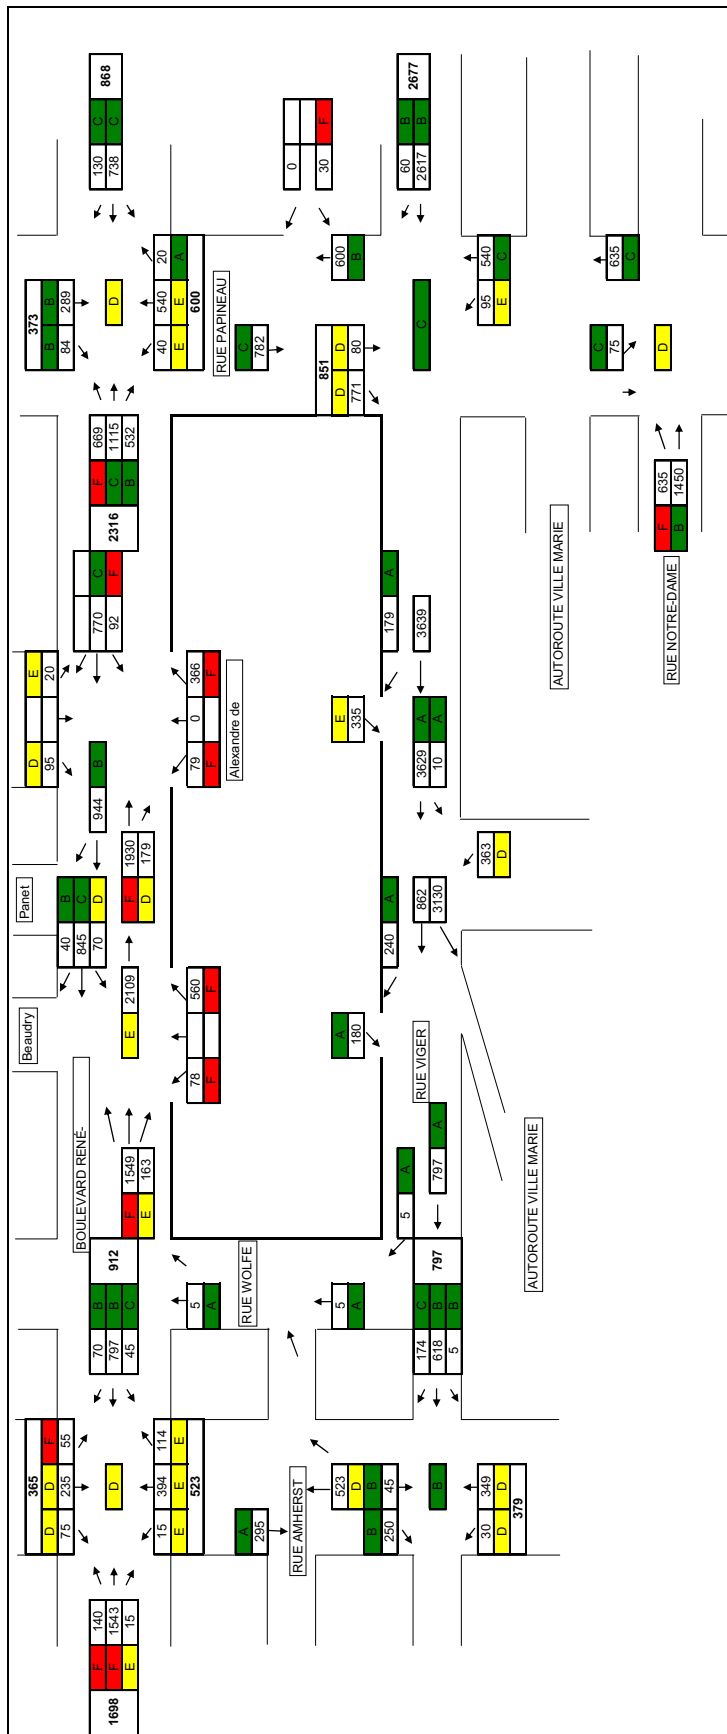 365
Beaudry
Panet
373
D D F
D E
B B
75 235 55
40 B
95 20
84 289
BOULEVARD RENÉ-
845 C
F 140
70 B
70 D
944 B
770 C
F 669
130 C
1698
F 1543
D
797 B
912
92 F
2316
C 1115
D
738 C
868
E 15
45 C
F 1549
E 2109
F 1930
B 532
E 163
D 179
15 394 114
40 540 20
E E E
E E A
523
5
78 560
79 0 366
600
A
F F
F F
RUE PAPINEAU
RUE WOLFE
Alexandre de
A
C
295
782
RUE AMHERST
0
30 F
851
523
5
A
E
D D
600
D
A
180
335
771 80
B
B B
250 45
240 A
179 A
5 A
60 B
174 C
RUE VIGER
862
3629 A
3639
C
2617 B
2677
B
618 B
797
797 A
3130
10 A
5 B
30 349
363
95 540
D D
D
E C
379
AUTOROUTE VILLE MARIE
AUTOROUTE VILLE MARIE
C
75
635
C
F 635
D
B 1450
RUE NOTRE-DAME